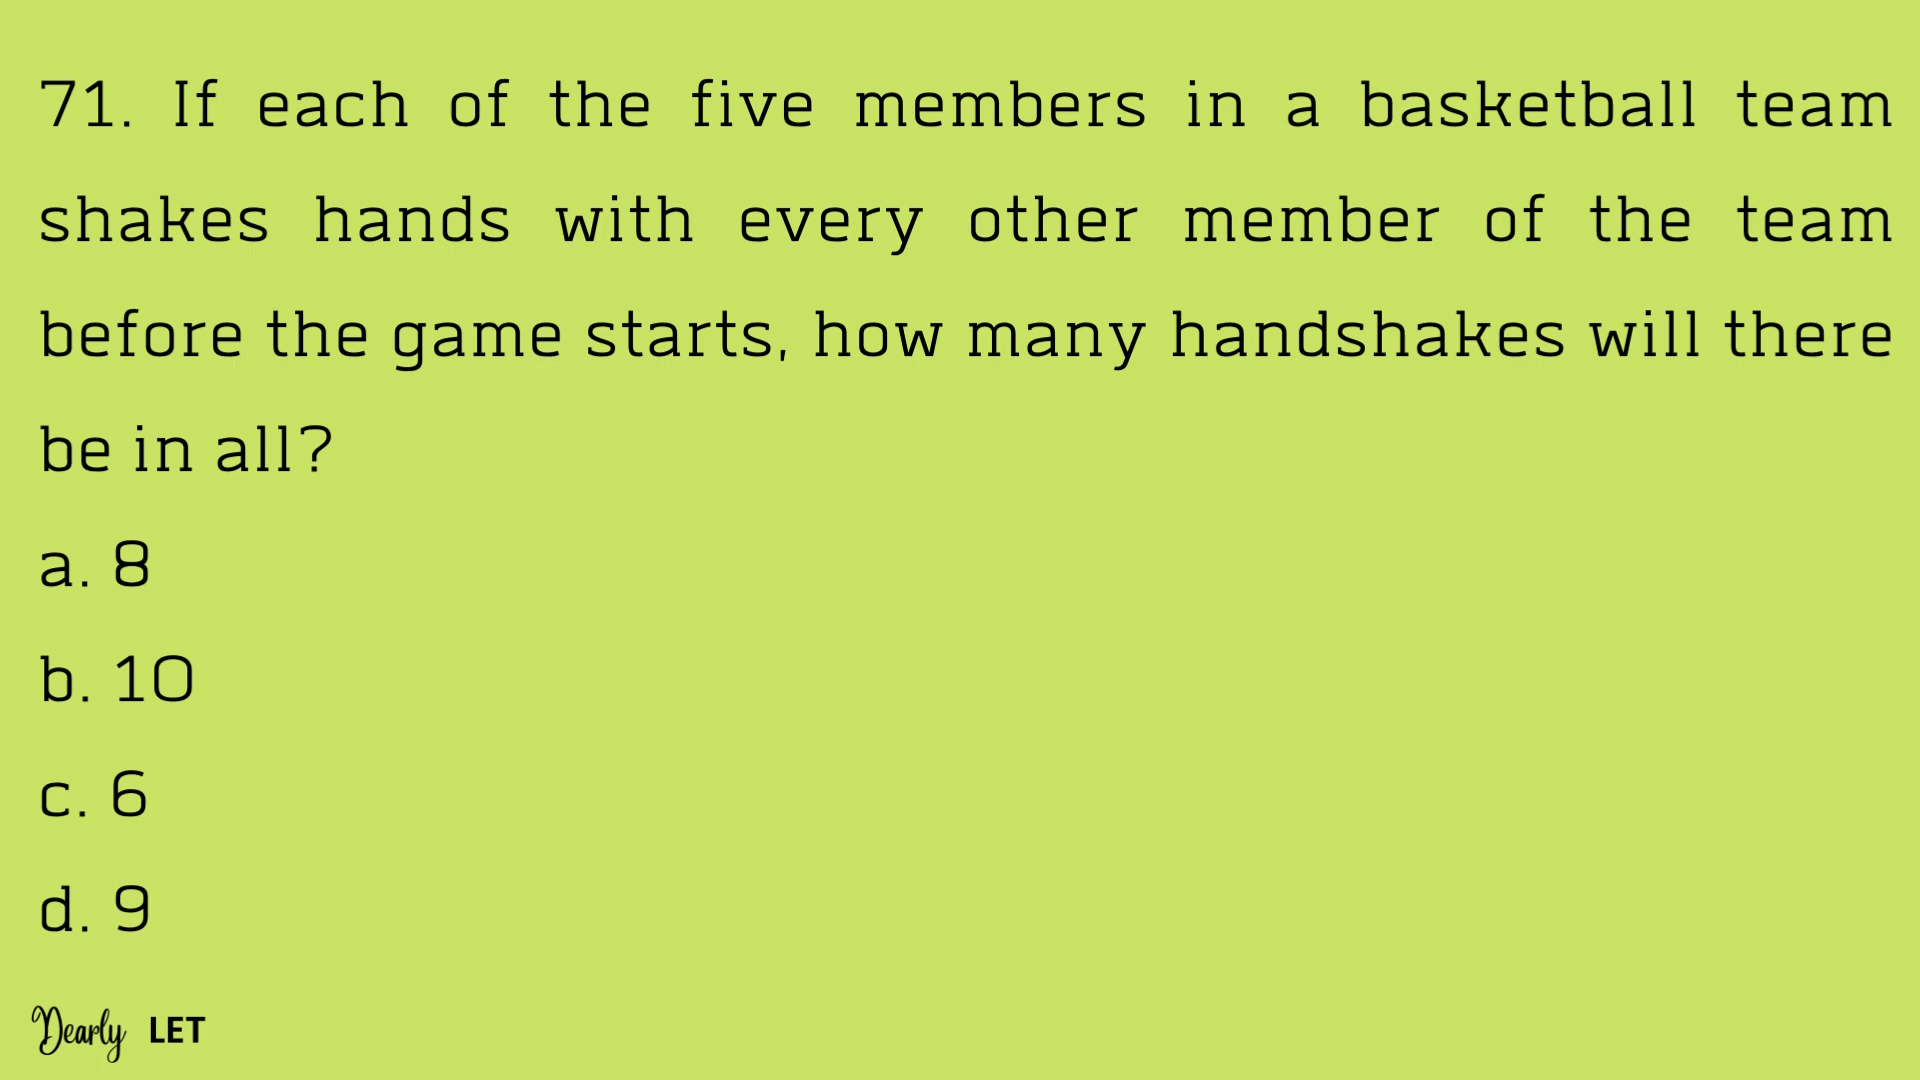 71. If each of the five members in a basketball team
shakes hands with every other member of the team
before the game starts, how many handshakes will there
be in all?
a. 8
b. 10
c. 6
d. 9
Dearly LET